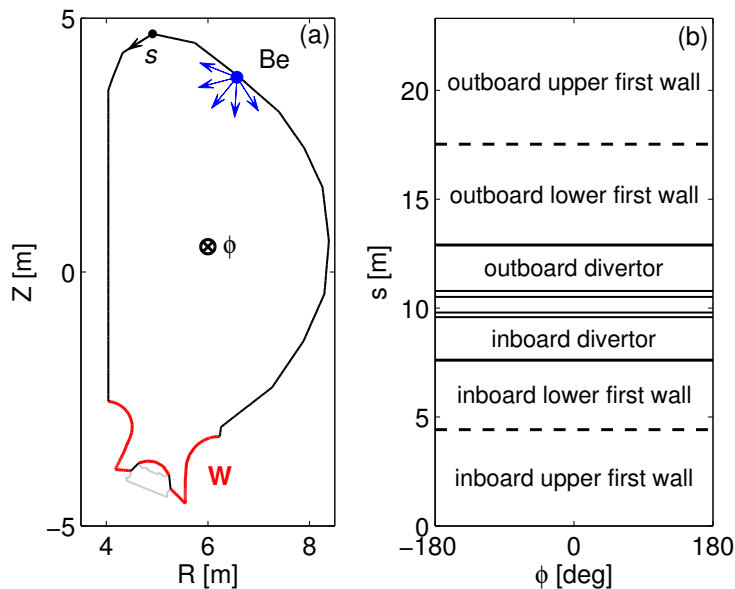 (a)
s
Be
ϕ
W
5
0
−5
Z [m]
4
6
8
R [m]
(b)
outboard upper first wall
outboard lower first wall
outboard divertor
inboard divertor
inboard lower first wall
inboard upper first wall
20
15
10
5
0
s [m]
−180
0
180
ϕ [deg]